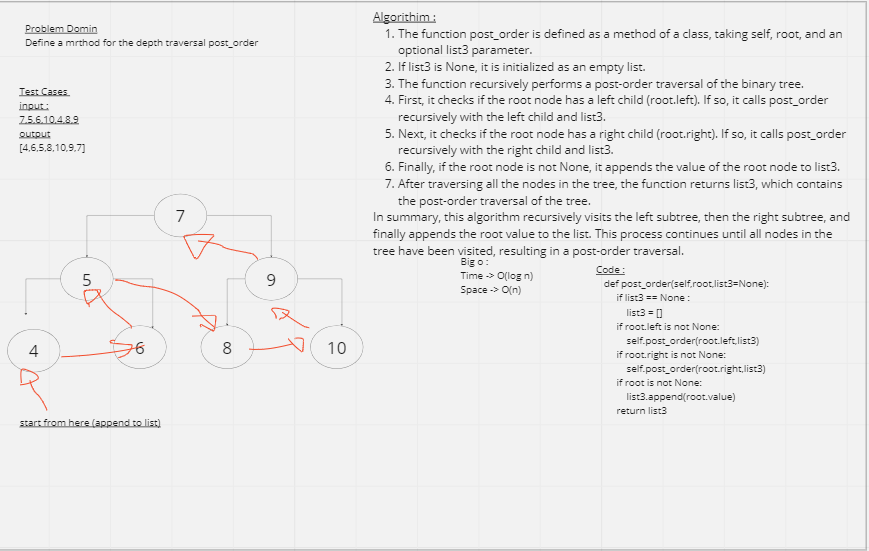 Problem Domin
Define a mrthod for the depth traversal post_order
Test Cases
input :
7,5,6,10,4,8,9
output
[4,6,5,8,10,9,7]
7
5
9
4
6
8
10
start from here (append to list)
Algorithim :
1. The function post_order is defined as a method of a class, taking self, root, and an
optional list3 parameter.
2. If list3 is None, it is initialized as an empty list.
3. The function recursively performs a post-order traversal of the binary tree.
4. First, it checks if the root node has a left child (root.left). If so, it calls post_order
recursively with the left child and list3.
5. Next, it checks if the root node has a right child (root.right). If so, it calls post_order
recursively with the right child and list3.
6. Finally, if the root node is not None, it appends the value of the root node to list3.
7. After traversing all the nodes in the tree, the function returns list3, which contains
the post-order traversal of the tree.
In summary, this algorithm recursively visits the left subtree, then the right subtree, and
finally appends the root value to the list. This process continues until all nodes in the
tree have been visited, resulting in a post-order traversal.
Big o :
Time -> O(log n)
Space -> O(n)
Code :
def post_order(self,root,list3=None):
if list3 == None :
list3 = []
if root.left is not None:
self.post_order(root.left,list3)
if root.right is not None:
self.post_order(root.right,list3)
if root is not None:
list3.append(root.value)
return list3